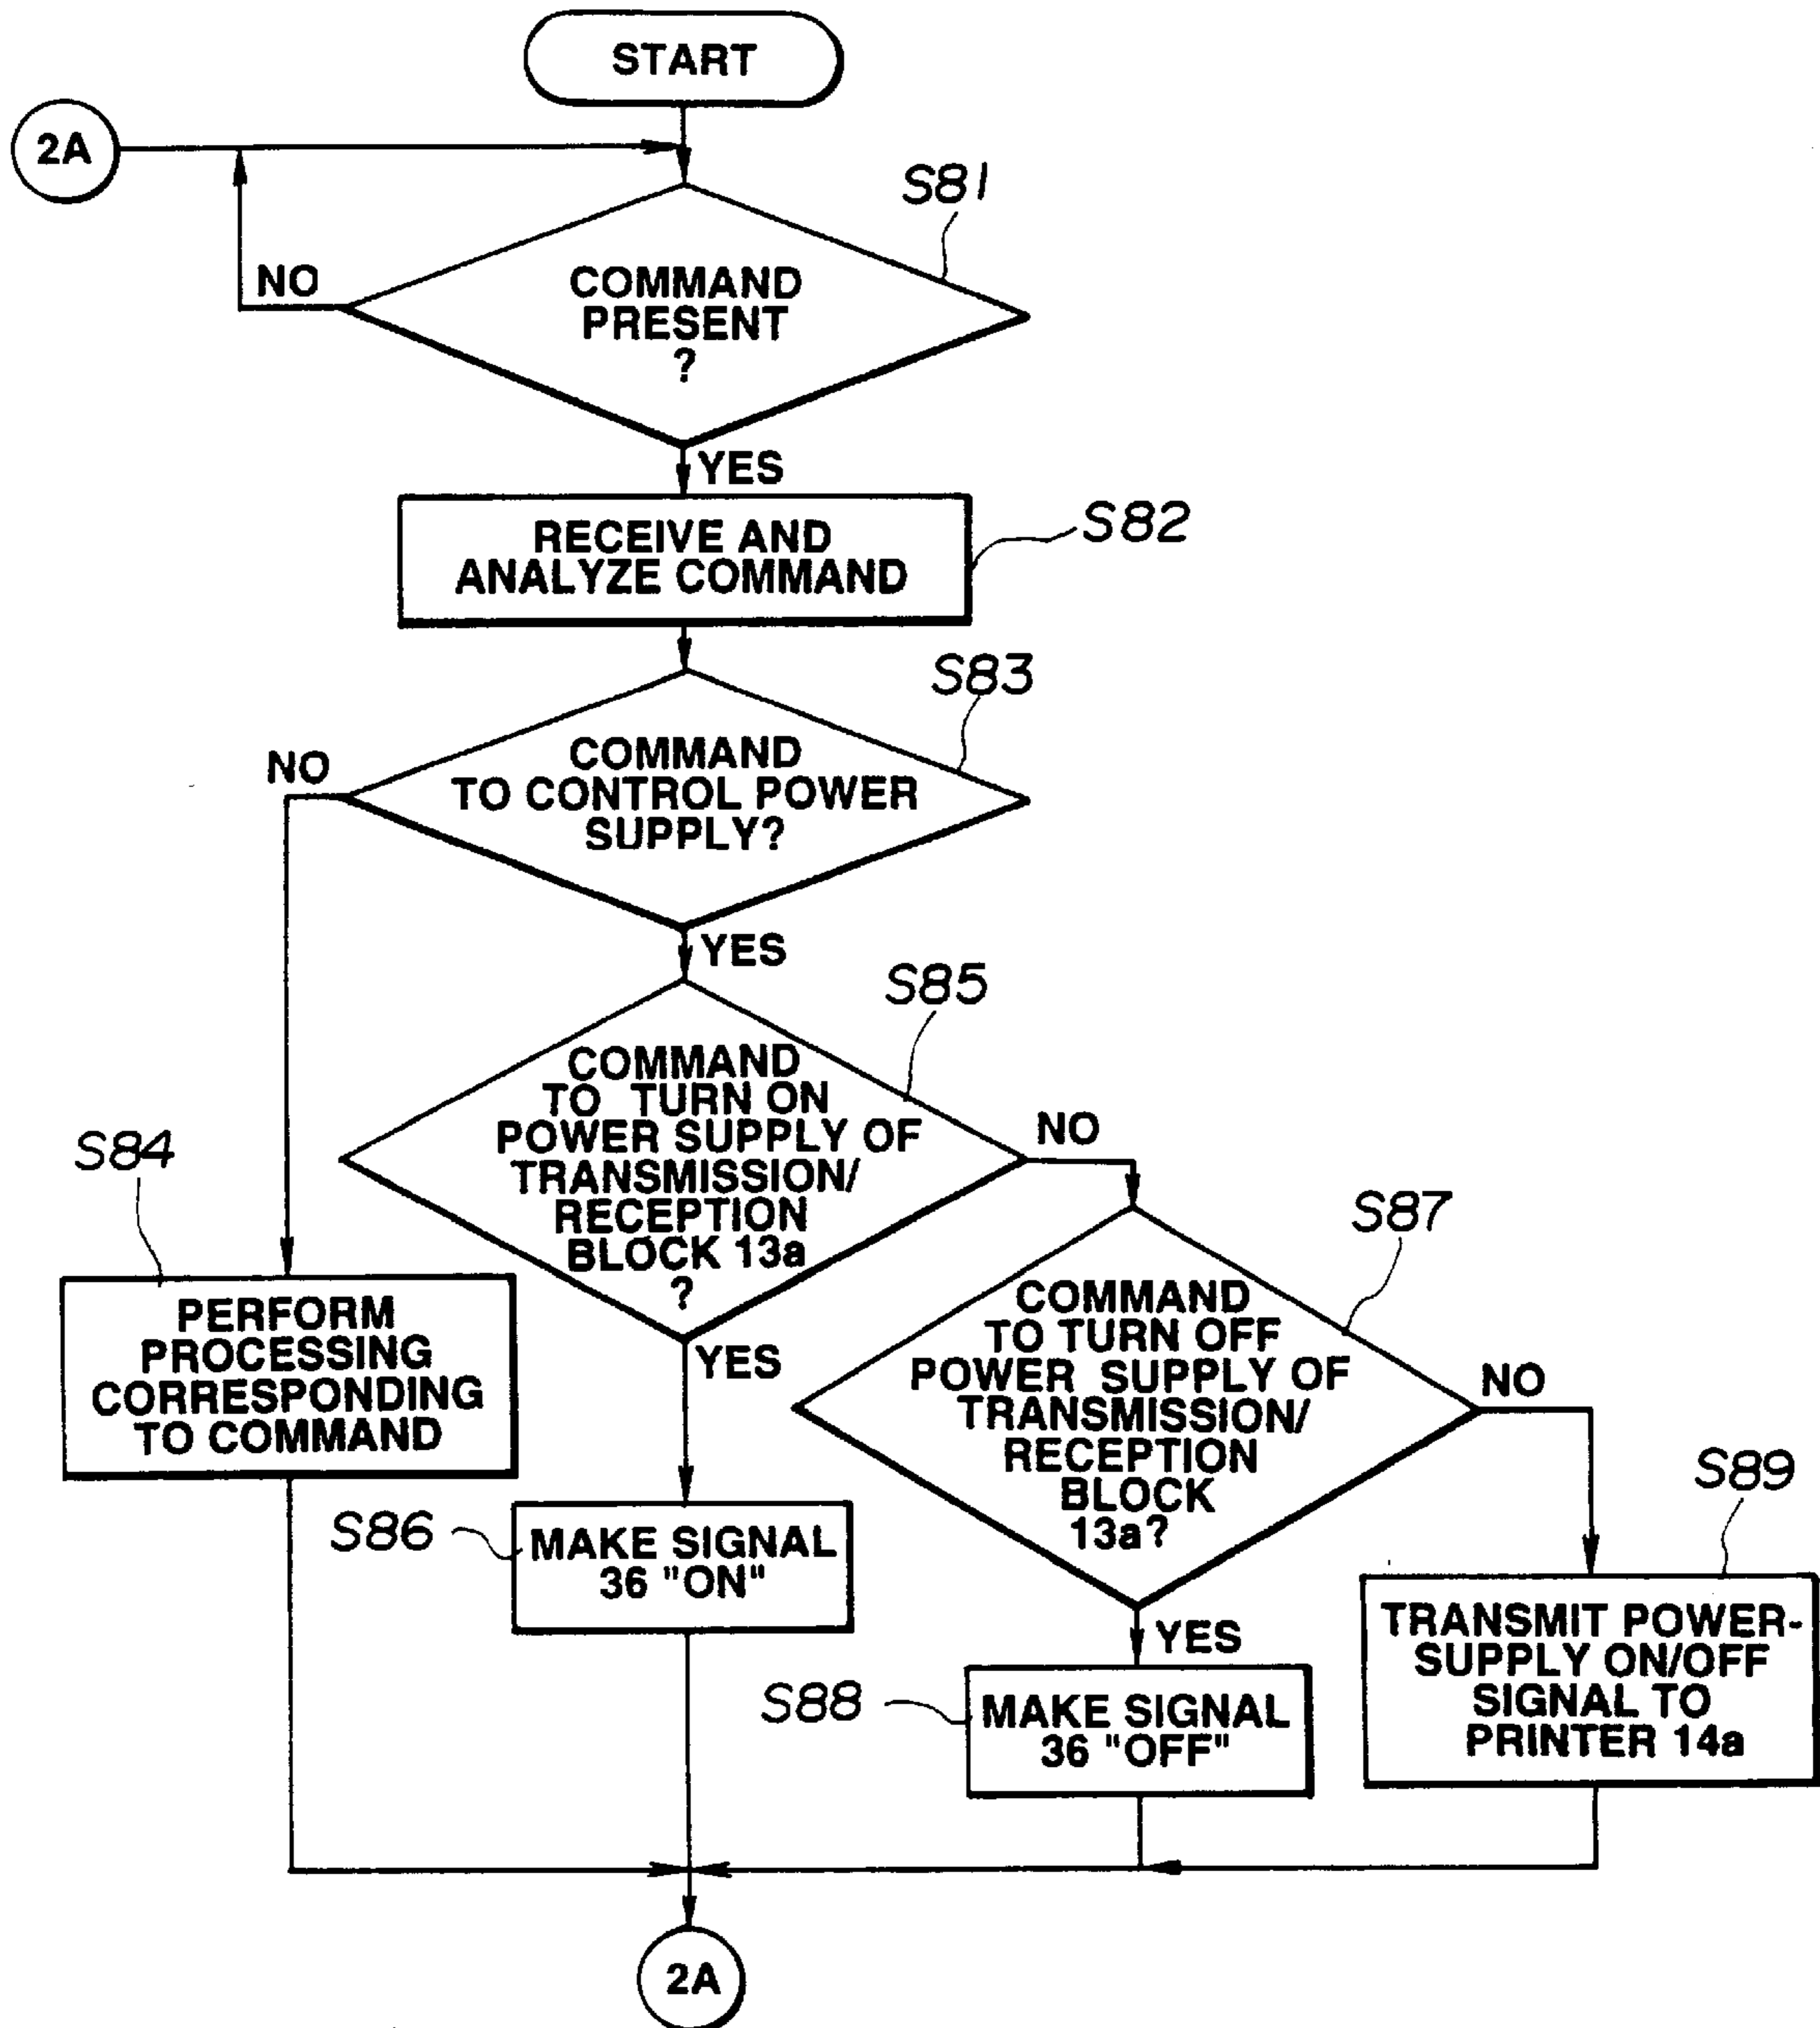 START
2A
S81
NO
COMMAND
PRESENT
?
YES
RECEIVE AND
ANALYZE COMMAND
S82
S83
NO
COMMAND
TO CONTROL POWER
SUPPLY?
YES
S85
COMMAND
TO TURN ON
POWER SUPPLY OF
TRANSMISSION/
RECEPTION
BLOCK 13a
?
NO
YES
S84
PERFORM
PROCESSING
CORRESPONDING
TO COMMAND
S87
COMMAND
TO TURN OFF
POWER SUPPLY OF
TRANSMISSION/
RECEPTION
BLOCK
13a?
NO
YES
S86
MAKE SIGNAL
36 "ON"
S88
MAKE SIGNAL
36 "OFF"
S89
TRANSMIT POWER-
SUPPLY ON/OFF
SIGNAL TO
PRINTER 14a
2A